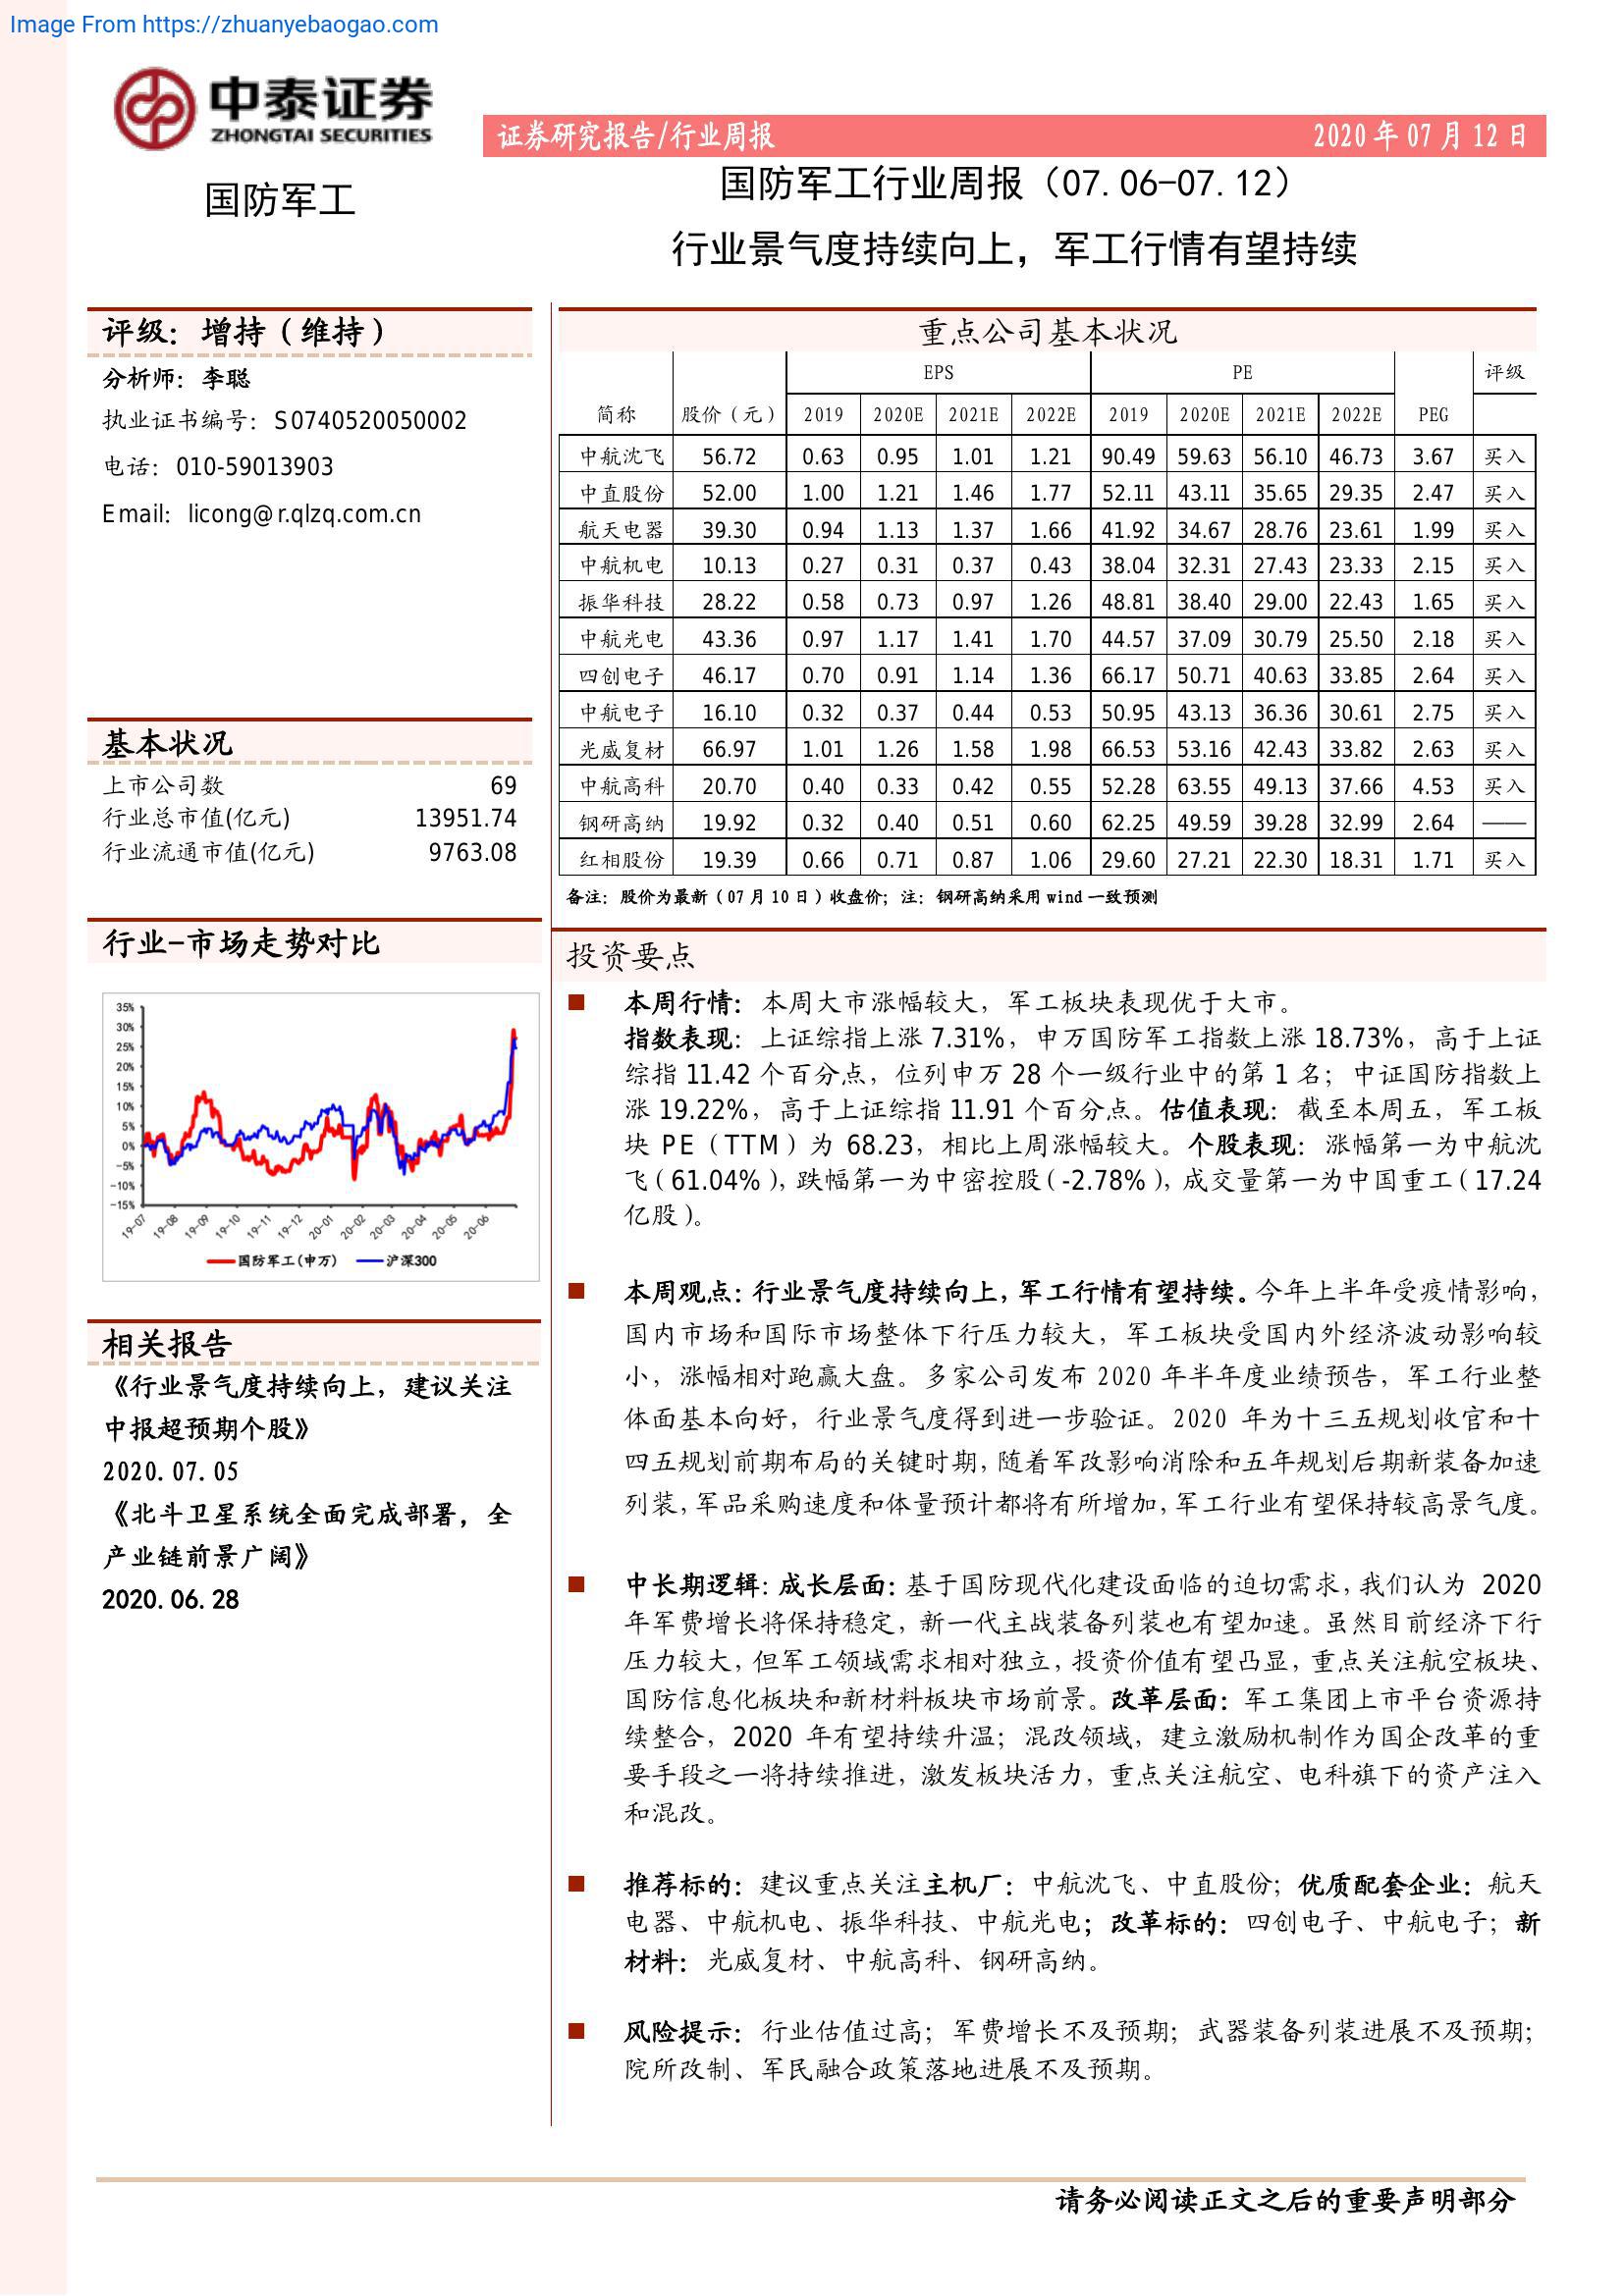 Image From https://zhuanyebaogao.com
中泰证券
ZHONGTAI SECURITIES
证券研究报告/行业周报 2020 年 07 月 12 日
国防军工
国防军工行业周报（07.06-07.12）
行业景气度持续向上，军工行情有望持续
评级：增持（维持）
分析师：李聪
执业证书编号：S0740520050002
电话：010-59013903
Email：licong@r.qlzq.com.cn
基本状况
上市公司数 69
行业总市值(亿元) 13951.74
行业流通市值(亿元) 9763.08
行业-市场走势对比
35%
30%
25%
20%
15%
10%
5%
0%
-5%
-10%
-15%
19-07 19-08 19-09 19-10 19-11 19-12 20-01 20-02 20-03 20-04 20-05 20-06
国防军工(申万) 沪深300
相关报告
《行业景气度持续向上，建议关注
中报超预期个股》
2020.07.05
《北斗卫星系统全面完成部署，全
产业链前景广阔》
2020.06.28
重点公司基本状况
EPS PE 评级
简称 股价（元） 2019 2020E 2021E 2022E 2019 2020E 2021E 2022E PEG
中航沈飞 56.72 0.63 0.95 1.01 1.21 90.49 59.63 56.10 46.73 3.67 买入
中直股份 52.00 1.00 1.21 1.46 1.77 52.11 43.11 35.65 29.35 2.47 买入
航天电器 39.30 0.94 1.13 1.37 1.66 41.92 34.67 28.76 23.61 1.99 买入
中航机电 10.13 0.27 0.31 0.37 0.43 38.04 32.31 27.43 23.33 2.15 买入
振华科技 28.22 0.58 0.73 0.97 1.26 48.81 38.40 29.00 22.43 1.65 买入
中航光电 43.36 0.97 1.17 1.41 1.70 44.57 37.09 30.79 25.50 2.18 买入
四创电子 46.17 0.70 0.91 1.14 1.36 66.17 50.71 40.63 33.85 2.64 买入
中航电子 16.10 0.32 0.37 0.44 0.53 50.95 43.13 36.36 30.61 2.75 买入
光威复材 66.97 1.01 1.26 1.58 1.98 66.53 53.16 42.43 33.82 2.63 买入
中航高科 20.70 0.40 0.33 0.42 0.55 52.28 63.55 49.13 37.66 4.53 买入
钢研高纳 19.92 0.32 0.40 0.51 0.60 62.25 49.59 39.28 32.99 2.64 ——
红相股份 19.39 0.66 0.71 0.87 1.06 29.60 27.21 22.30 18.31 1.71 买入
备注：股价为最新（07 月 10 日）收盘价；注：钢研高纳采用 wind 一致预测
投资要点
■ 本周行情：本周大市涨幅较大，军工板块表现优于大市。
指数表现：上证综指上涨 7.31%，申万国防军工指数上涨 18.73%，高于上证
综指 11.42 个百分点，位列申万 28 个一级行业中的第 1 名；中证国防指数上
涨 19.22%，高于上证综指 11.91 个百分点。估值表现：截至本周五，军工板
块 PE（TTM）为 68.23，相比上周涨幅较大。个股表现：涨幅第一为中航沈
飞（61.04%），跌幅第一为中密控股（-2.78%），成交量第一为中国重工（17.24
亿股）。
■ 本周观点：行业景气度持续向上，军工行情有望持续。今年上半年受疫情影响，
国内市场和国际市场整体下行压力较大，军工板块受国内外经济波动影响较
小，涨幅相对跑赢大盘。多家公司发布 2020 年半年度业绩预告，军工行业整
体面基本向好，行业景气度得到进一步验证。2020 年为十三五规划收官和十
四五规划前期布局的关键时期，随着军改影响消除和五年规划后期新装备加速
列装，军品采购速度和体量预计都将有所增加，军工行业有望保持较高景气度。
■ 中长期逻辑：成长层面：基于国防现代化建设面临的迫切需求，我们认为 2020
年军费增长将保持稳定，新一代主战装备列装也有望加速。虽然目前经济下行
压力较大，但军工领域需求相对独立，投资价值有望凸显，重点关注航空板块、
国防信息化板块和新材料板块市场前景。改革层面：军工集团上市平台资源持
续整合，2020 年有望持续升温；混改领域，建立激励机制作为国企改革的重
要手段之一将持续推进，激发板块活力，重点关注航空、电科旗下的资产注入
和混改。
■ 推荐标的：建议重点关注主机厂：中航沈飞、中直股份；优质配套企业：航天
电器、中航机电、振华科技、中航光电；改革标的：四创电子、中航电子；新
材料：光威复材、中航高科、钢研高纳。
■ 风险提示：行业估值过高；军费增长不及预期；武器装备列装进展不及预期；
院所改制、军民融合政策落地进展不及预期。
请务必阅读正文之后的重要声明部分